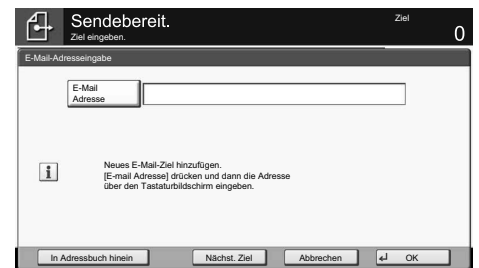 Sendebereit.
Ziel eingeben.
Ziel
0
E-Mail-Adresseingabe
E-Mail
Adresse
Neues E-Mail-Ziel hinzufügen.
[E-mail Adresse] drücken und dann die Adresse
über den Tastaturbildschirm eingeben.
In Adressbuch hinein
Nächst. Ziel
Abbrechen
OK